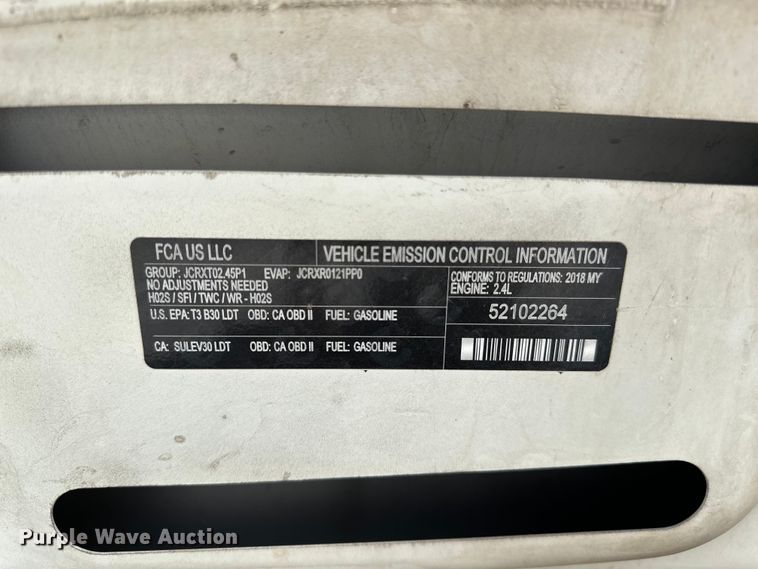 FCA US LLC
VEHICLE EMISSION CONTROL INFORMATION
GROUP: JCRXT02.45P1 EVAP: JCRXR0121PP0
NO ADJUSTMENTS NEEDED
H02S / SFI / TWC / WR - H02S
CONFORMS TO REGULATIONS: 2018 MY
ENGINE: 2.4L
U.S. EPA: T3 B30 LDT OBD: CA OBD II FUEL: GASOLINE
52102264
CA: SULEV30 LDT OBD: CA OBD II FUEL: GASOLINE
Purple Wave Auction